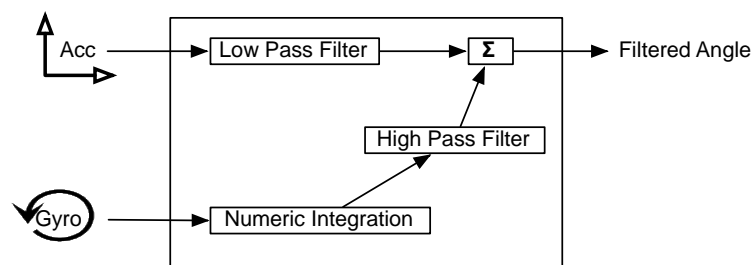 Acc
Low Pass Filter
Σ
Filtered Angle
High Pass Filter
Gyro
Numeric Integration